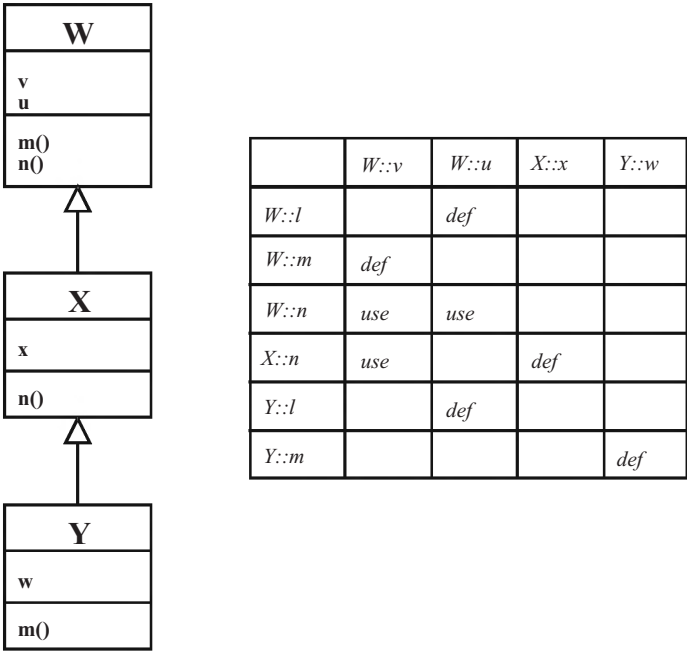 W
v
u
m()
n()
X
x
n()
Y
w
m()
W::v W::u X::x Y::w
W::l def
W::m def
W::n use use
X::n use def
Y::l def
Y::m def